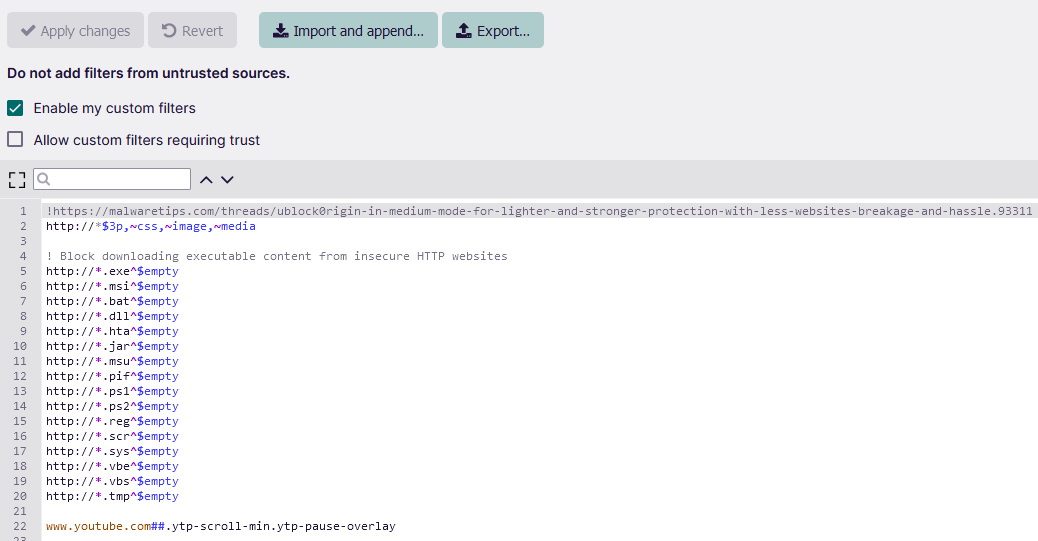 Apply changes
Revert
Import and append...
Export...
Do not add filters from untrusted sources.
Enable my custom filters
Allow custom filters requiring trust
1 !https://malwaretips.com/threads/ublock0rigin-in-medium-mode-for-lighter-and-stronger-protection-with-less-websites-breakage-and-hassle.93311
2 http://*$3p,~css,~image,~media
3
4 ! Block downloading executable content from insecure HTTP websites
5 http://*.exe^$empty
6 http://*.msi^$empty
7 http://*.bat^$empty
8 http://*.dll^$empty
9 http://*.hta^$empty
10 http://*.jar^$empty
11 http://*.msu^$empty
12 http://*.pif^$empty
13 http://*.ps1^$empty
14 http://*.ps2^$empty
15 http://*.reg^$empty
16 http://*.scr^$empty
17 http://*.sys^$empty
18 http://*.vbe^$empty
19 http://*.vbs^$empty
20 http://*.tmp^$empty
21
22 www.youtube.com##.ytp-scroll-min.ytp-pause-overlay
23